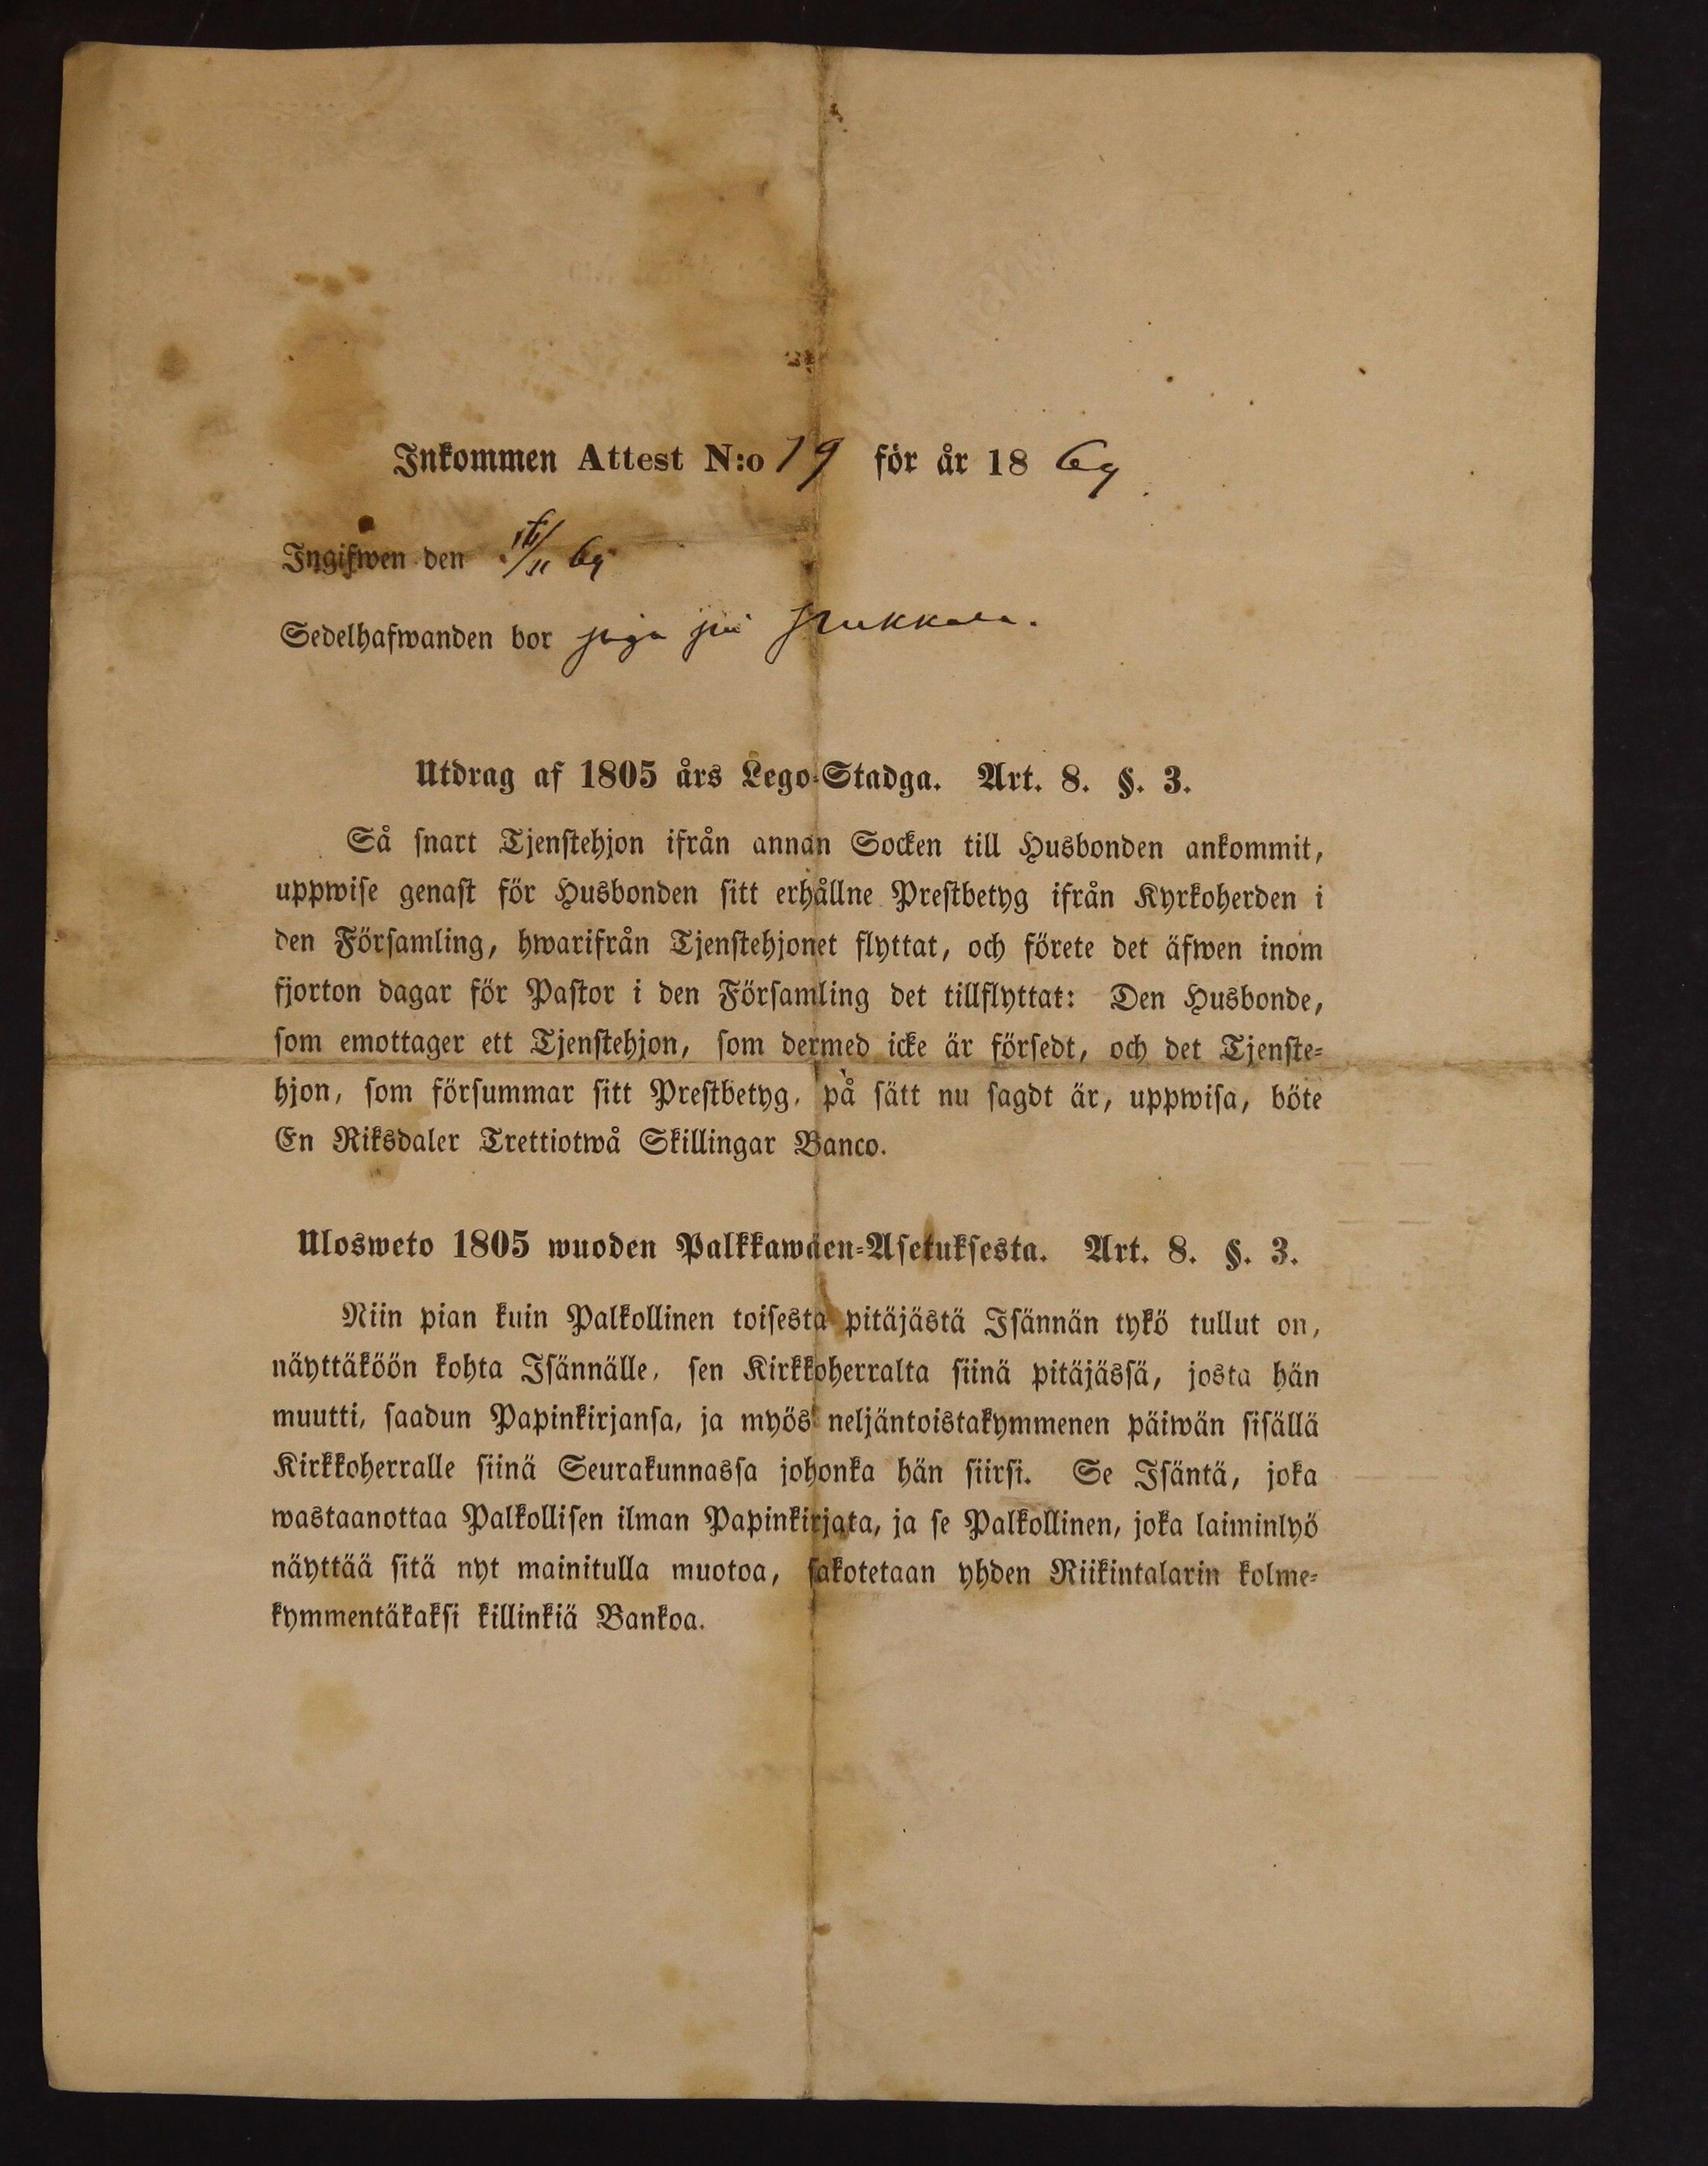 Inkommen Attest N:o 19 för år 18 69
Ingifwen den /11 69
Sedelhafwanden bor piga på
Utdrag af 1805 års Lego-Stadga. Art. 8. §. 3.
Så snart Tjenstehjon ifrån annan Socken till Husbonden ankommit,
uppwise genast för Husbonden sitt erhållne Prestbetyg ifrån Kyrkoherden i
den Församling, hwarifrån Tjenstehjonet flyttat, och förete det äfwen inom
fjorton dagar för Pastor i den Församling det tillflyttat: Den Husbonde,
som emottager ett Tjenstehjon, som dermed icke är försedt, och det Tjenste-
hjon, som försummar sitt Prestbetyg, på sätt nu sagdt är, uppwisa, böte
En Riksdaler Trettiotwå Skillingar Banco.
Ulosweto 1805 wuoden Palkkawäen-Asetuksesta. Art. 8. §. 3.
Niin pian kuin Palkollinen toisesta pitäjästä Isännän tykö tullut on,
näyttäköön kohta Isännälle, sen Kirkkoherralta siinä pitäjässä, josta hän
muutti, saadun Papinkirjansa, ja myös neljäntoistakymmenen päiwän sisällä
Kirkkoherralle siinä Seurakunnassa johonka hän siirsi. Se Isäntä, joka
wastaanottaa Palkollisen ilman Papinkirjata, ja se Palkollinen, joka laiminlyö
näyttää sitä nyt mainitulla muotoa, sakotetaan yhden Riikintalarin kolme-
kymmentäkaksi killinkiä Bankoa.